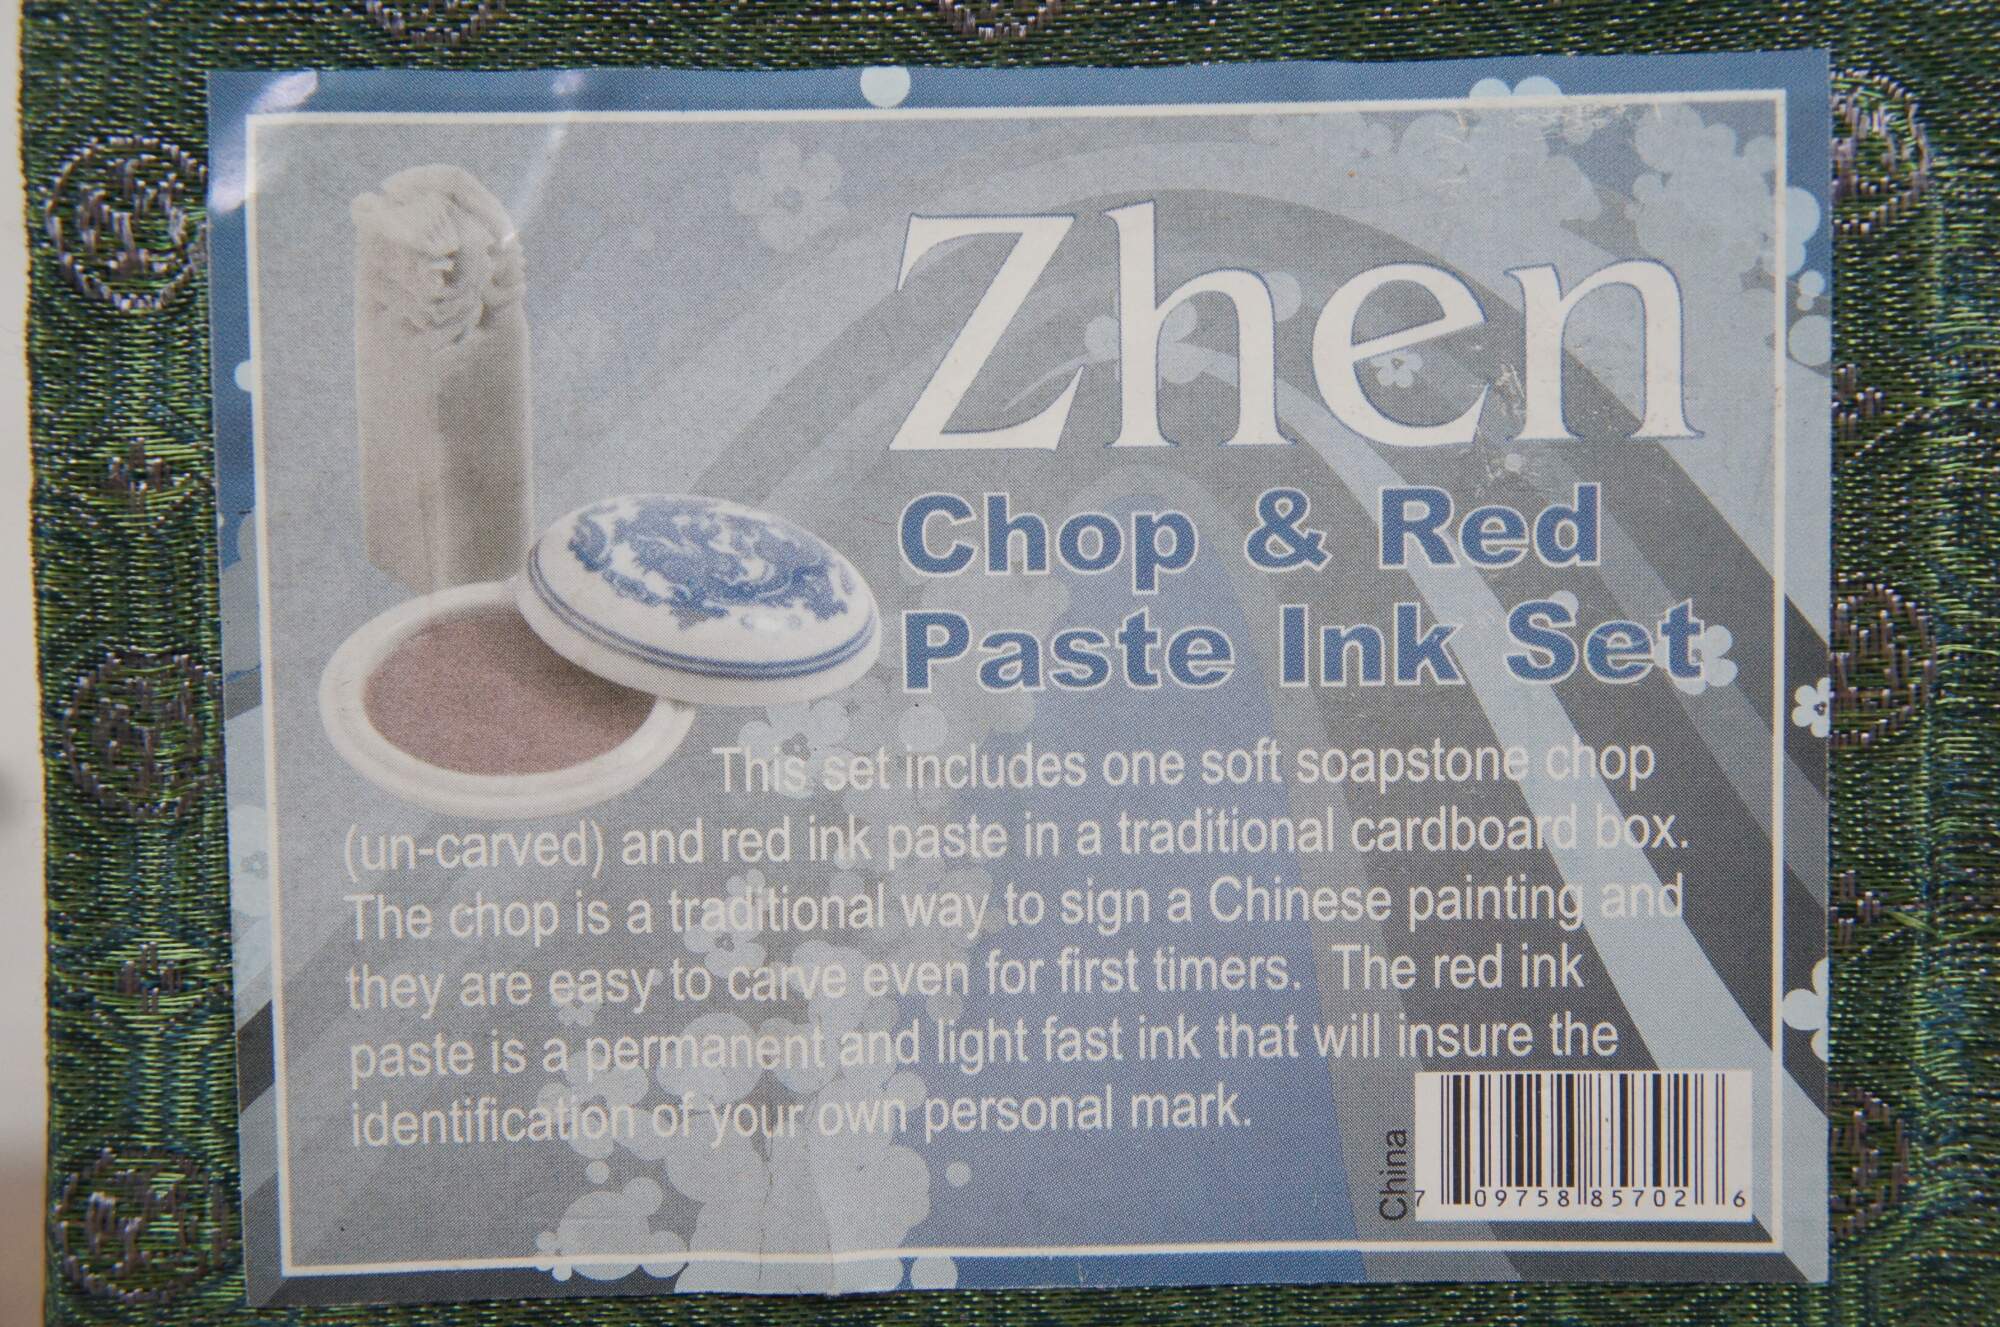 Zhen
Chop & Red
Paste Ink Set
This set includes one soft soapstone chop
(un-carved) and red ink paste in a traditional cardboard box.
The chop is a traditional way to sign a Chinese painting and
they are easy to carve even for first timers.  The red ink
paste is a permanent and light fast ink that will insure the
identification of your own personal mark.
China
7 09758 85702 6